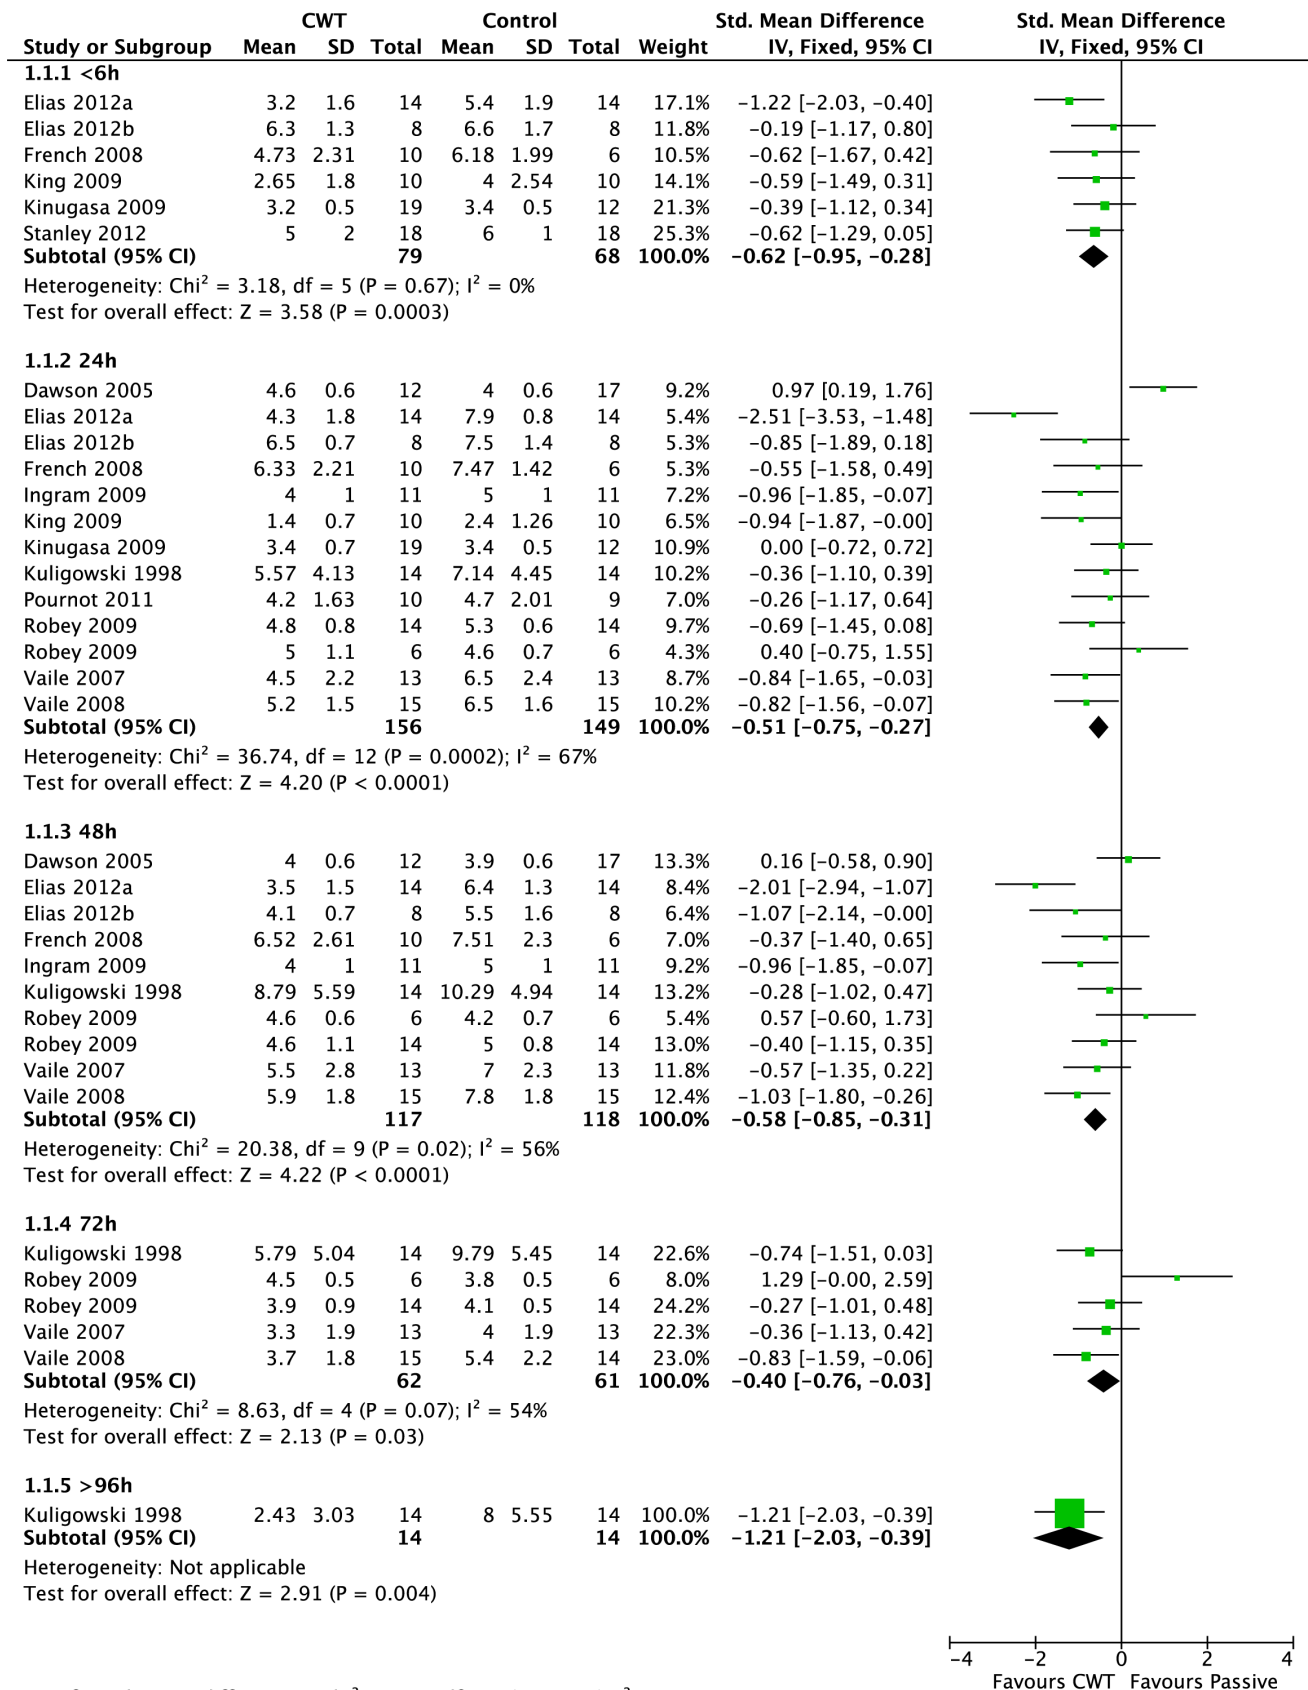 CWT Control Std. Mean Difference Std. Mean Difference
Study or Subgroup Mean SD Total Mean SD Total Weight IV, Fixed, 95% CI IV, Fixed, 95% CI
1.1.1 <6h
Elias 2012a 3.2 1.6 14 5.4 1.9 14 17.1% −1.22 [−2.03, −0.40]
Elias 2012b 6.3 1.3 8 6.6 1.7 8 11.8% −0.19 [−1.17, 0.80]
French 2008 4.73 2.31 10 6.18 1.99 6 10.5% −0.62 [−1.67, 0.42]
King 2009 2.65 1.8 10 4 2.54 10 14.1% −0.59 [−1.49, 0.31]
Kinugasa 2009 3.2 0.5 19 3.4 0.5 12 21.3% −0.39 [−1.12, 0.34]
Stanley 2012 5 2 18 6 1 18 25.3% −0.62 [−1.29, 0.05]
Subtotal (95% CI) 79 68 100.0% −0.62 [−0.95, −0.28]
Heterogeneity: Chi² = 3.18, df = 5 (P = 0.67); I² = 0%
Test for overall effect: Z = 3.58 (P = 0.0003)
1.1.2 24h
Dawson 2005 4.6 0.6 12 4 0.6 17 9.2% 0.97 [0.19, 1.76]
Elias 2012a 4.3 1.8 14 7.9 0.8 14 5.4% −2.51 [−3.53, −1.48]
Elias 2012b 6.5 0.7 8 7.5 1.4 8 5.3% −0.85 [−1.89, 0.18]
French 2008 6.33 2.21 10 7.47 1.42 6 5.3% −0.55 [−1.58, 0.49]
Ingram 2009 4 1 11 5 1 11 7.2% −0.96 [−1.85, −0.07]
King 2009 1.4 0.7 10 2.4 1.26 10 6.5% −0.94 [−1.87, −0.00]
Kinugasa 2009 3.4 0.7 19 3.4 0.5 12 10.9% 0.00 [−0.72, 0.72]
Kuligowski 1998 5.57 4.13 14 7.14 4.45 14 10.2% −0.36 [−1.10, 0.39]
Pournot 2011 4.2 1.63 10 4.7 2.01 9 7.0% −0.26 [−1.17, 0.64]
Robey 2009 4.8 0.8 14 5.3 0.6 14 9.7% −0.69 [−1.45, 0.08]
Robey 2009 5 1.1 6 4.6 0.7 6 4.3% 0.40 [−0.75, 1.55]
Vaile 2007 4.5 2.2 13 6.5 2.4 13 8.7% −0.84 [−1.65, −0.03]
Vaile 2008 5.2 1.5 15 6.5 1.6 15 10.2% −0.82 [−1.56, −0.07]
Subtotal (95% CI) 156 149 100.0% −0.51 [−0.75, −0.27]
Heterogeneity: Chi² = 36.74, df = 12 (P = 0.0002); I² = 67%
Test for overall effect: Z = 4.20 (P < 0.0001)
1.1.3 48h
Dawson 2005 4 0.6 12 3.9 0.6 17 13.3% 0.16 [−0.58, 0.90]
Elias 2012a 3.5 1.5 14 6.4 1.3 14 8.4% −2.01 [−2.94, −1.07]
Elias 2012b 4.1 0.7 8 5.5 1.6 8 6.4% −1.07 [−2.14, −0.00]
French 2008 6.52 2.61 10 7.51 2.3 6 7.0% −0.37 [−1.40, 0.65]
Ingram 2009 4 1 11 5 1 11 9.2% −0.96 [−1.85, −0.07]
Kuligowski 1998 8.79 5.59 14 10.29 4.94 14 13.2% −0.28 [−1.02, 0.47]
Robey 2009 4.6 0.6 6 4.2 0.7 6 5.4% 0.57 [−0.60, 1.73]
Robey 2009 4.6 1.1 14 5 0.8 14 13.0% −0.40 [−1.15, 0.35]
Vaile 2007 5.5 2.8 13 7 2.3 13 11.8% −0.57 [−1.35, 0.22]
Vaile 2008 5.9 1.8 15 7.8 1.8 15 12.4% −1.03 [−1.80, −0.26]
Subtotal (95% CI) 117 118 100.0% −0.58 [−0.85, −0.31]
Heterogeneity: Chi² = 20.38, df = 9 (P = 0.02); I² = 56%
Test for overall effect: Z = 4.22 (P < 0.0001)
1.1.4 72h
Kuligowski 1998 5.79 5.04 14 9.79 5.45 14 22.6% −0.74 [−1.51, 0.03]
Robey 2009 4.5 0.5 6 3.8 0.5 6 8.0% 1.29 [−0.00, 2.59]
Robey 2009 3.9 0.9 14 4.1 0.5 14 24.2% −0.27 [−1.01, 0.48]
Vaile 2007 3.3 1.9 13 4 1.9 13 22.3% −0.36 [−1.13, 0.42]
Vaile 2008 3.7 1.8 15 5.4 2.2 14 23.0% −0.83 [−1.59, −0.06]
Subtotal (95% CI) 62 61 100.0% −0.40 [−0.76, −0.03]
Heterogeneity: Chi² = 8.63, df = 4 (P = 0.07); I² = 54%
Test for overall effect: Z = 2.13 (P = 0.03)
1.1.5 >96h
Kuligowski 1998 2.43 3.03 14 8 5.55 14 100.0% −1.21 [−2.03, −0.39]
Subtotal (95% CI) 14 14 100.0% −1.21 [−2.03, −0.39]
Heterogeneity: Not applicable
Test for overall effect: Z = 2.91 (P = 0.004)
−4 −2 0 2 4
Favours CWT Favours Passive